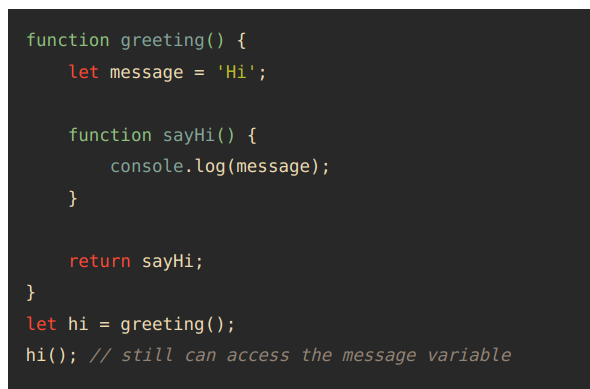 function greeting() {
    let message = 'Hi';

    function sayHi() {
        console.log(message);
    }

    return sayHi;
}
let hi = greeting();
hi(); // still can access the message variable